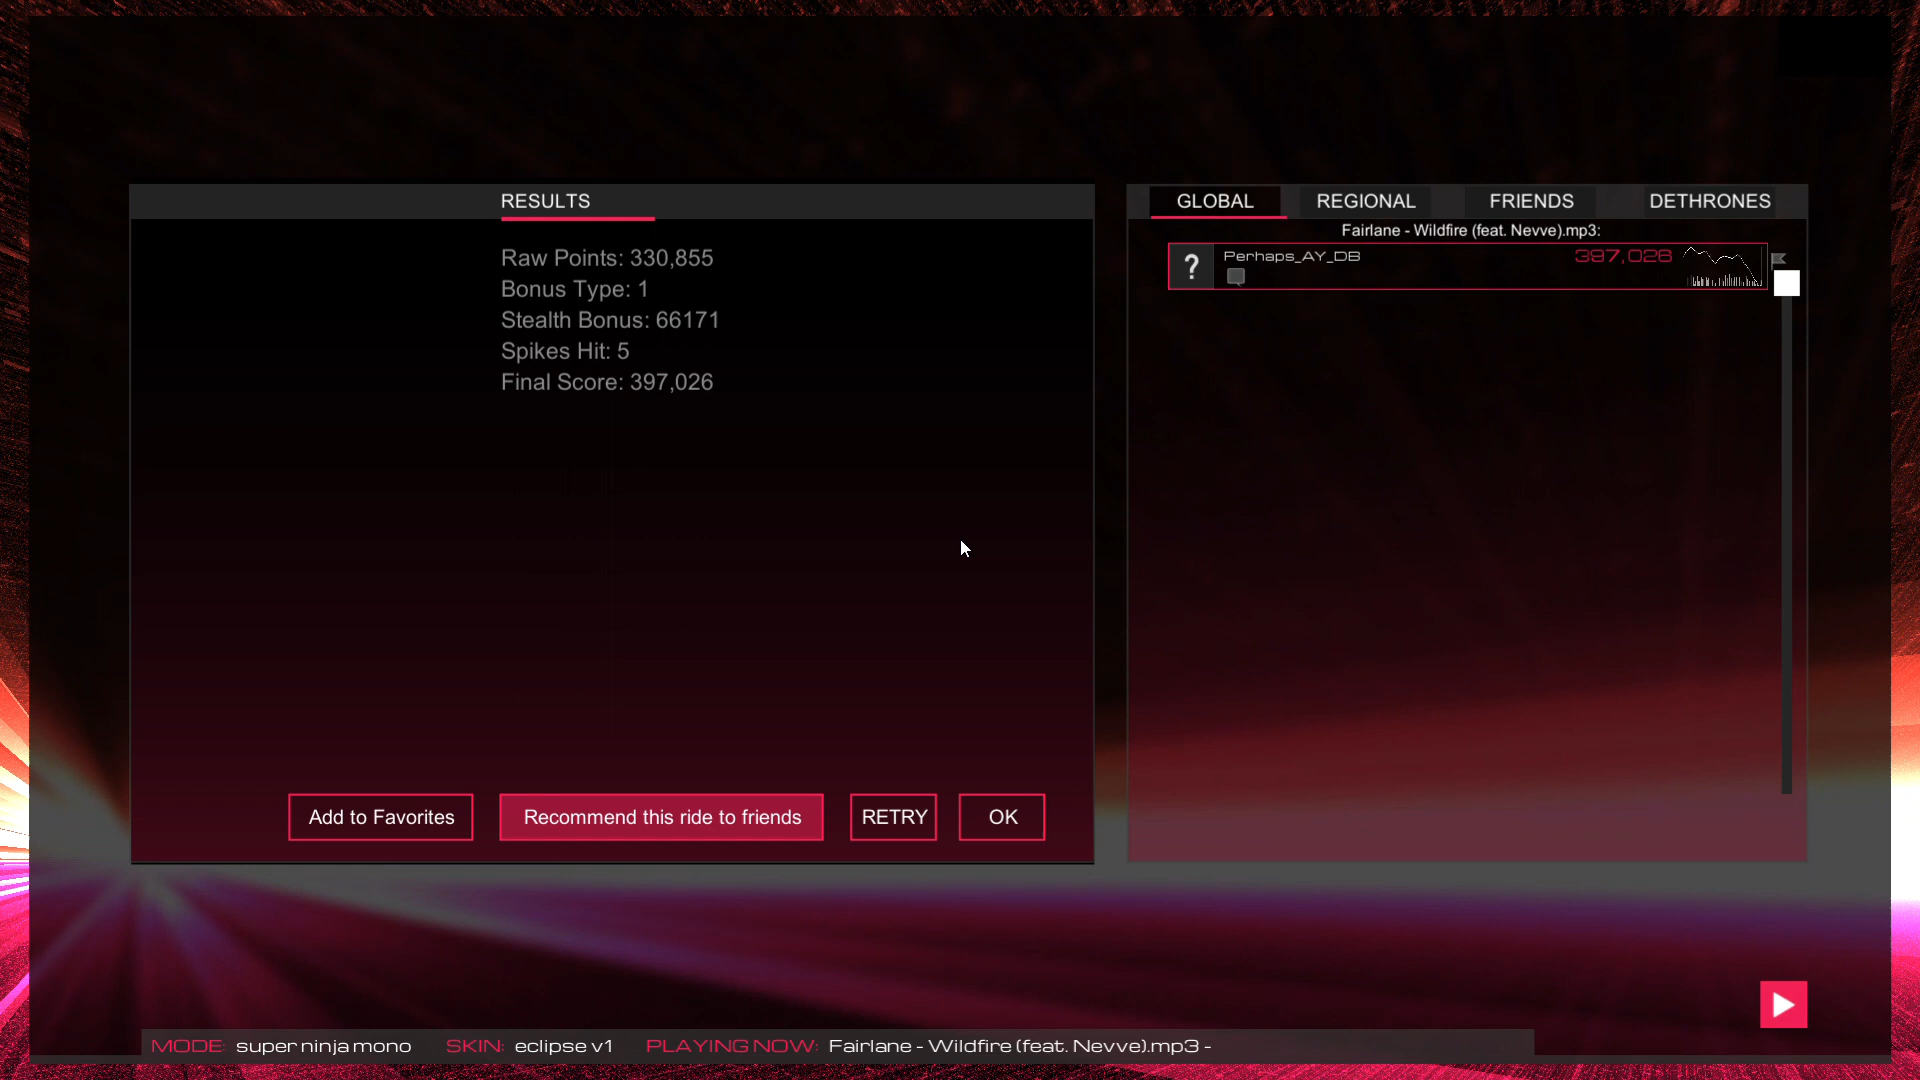 RESULTS
Raw Points: 330,855
Bonus Type: 1
Stealth Bonus: 66171
Spikes Hit: 5
Final Score: 397,026
Add to Favorites
Recommend this ride to friends
RETRY
OK
GLOBAL REGIONAL FRIENDS DETHRONES
Fairlane - Wildfire (feat. Nevve).mp3:
? Perhaps_AY_DB 397,026
MODE: super ninja mono SKIN: eclipse v1 PLAYING NOW: Fairlane - Wildfire (feat. Nevve).mp3 -